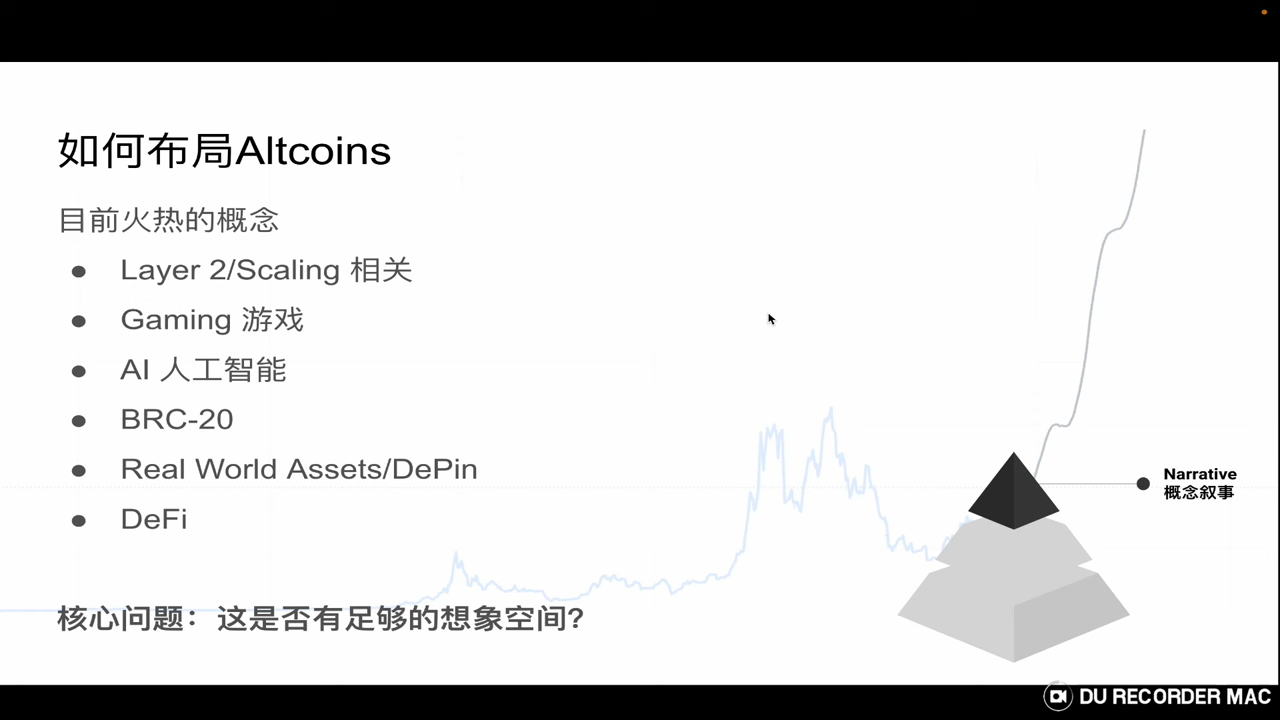 如何布局Altcoins
目前火热的概念
● Layer 2/Scaling 相关
● Gaming 游戏
● AI 人工智能
● BRC-20
● Real World Assets/DePin
● DeFi
核心问题：这是否有足够的想象空间?
Narrative
概念叙事
DU RECORDER MAC